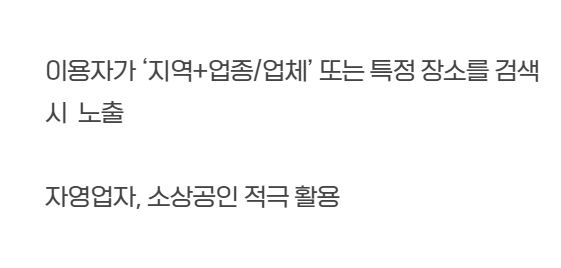 이용자가 ‘지역+업종/업체’ 또는 특정 장소를 검색
시 노출
자영업자, 소상공인 적극 활용